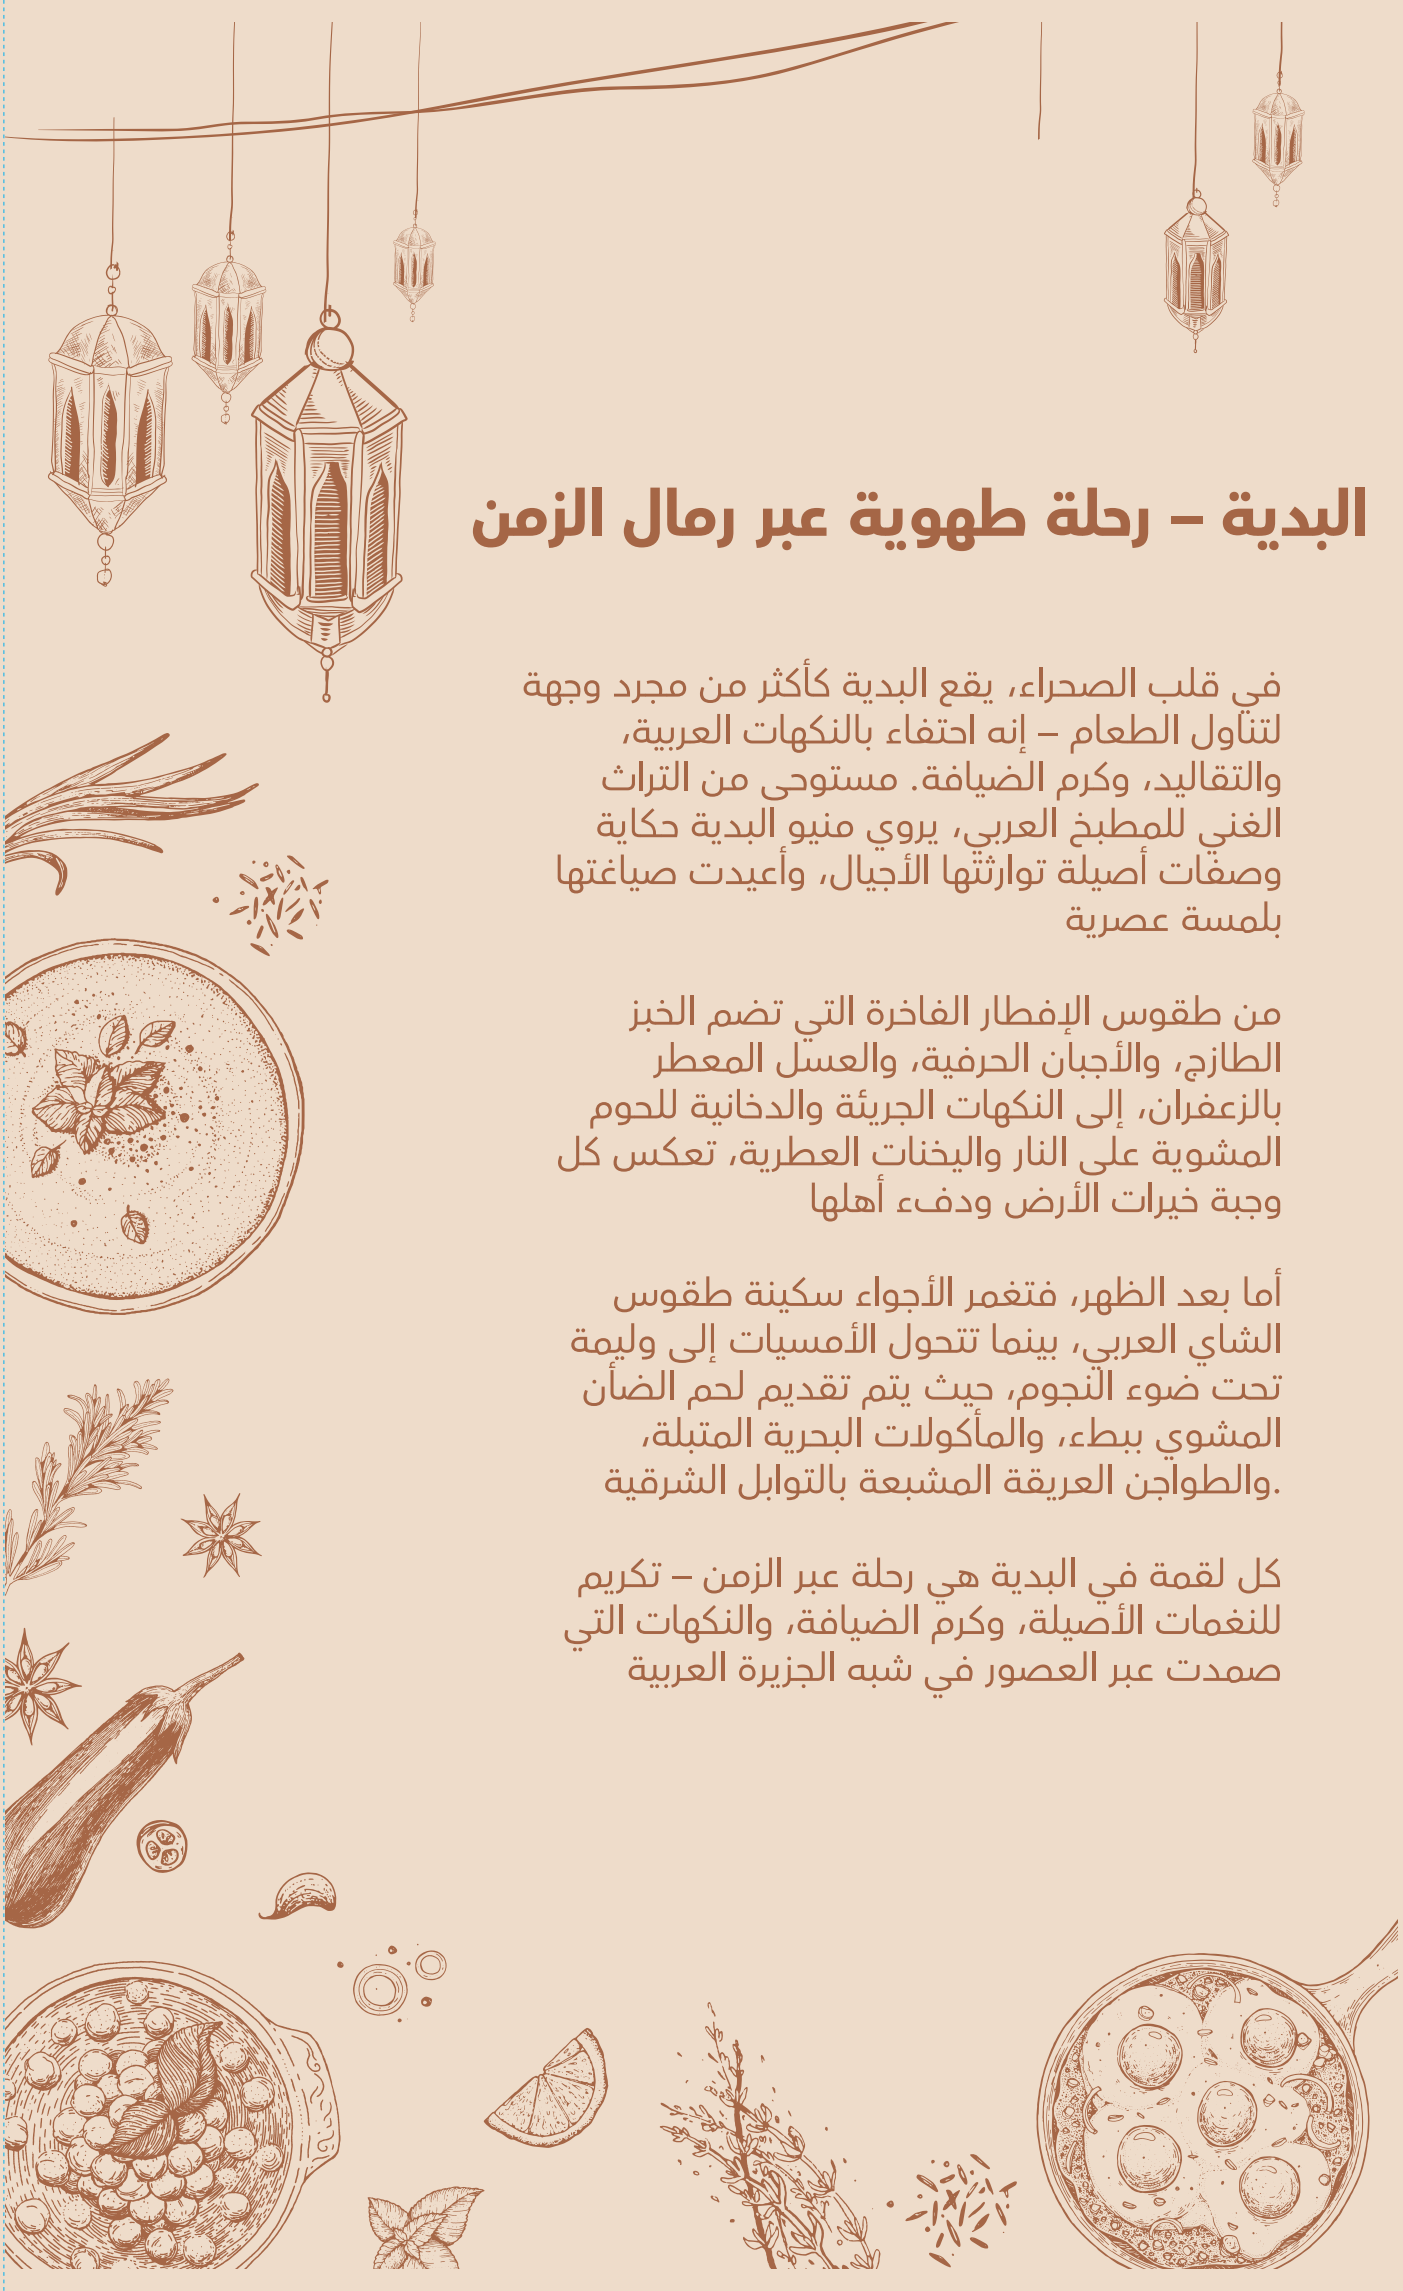 البدية – رحلة طهوية عبر رمال الزمن
في قلب الصحراء، يقع البدية كأكثر من مجرد وجهة
لتناول الطعام – إنه احتفاء بالنكهات العربية،
والتقاليد، وكرم الضيافة. مستوحى من التراث
الغني للمطبخ العربي، يروي منيو البدية حكاية
وصفات أصيلة توارثتها الأجيال، وأعيدت صياغتها
بلمسة عصرية
من طقوس الإفطار الفاخرة التي تضم الخبز
الطازج، والأجبان الحرفية، والعسل المعطر
بالزعفران، إلى النكهات الجريئة والدخانية للحوم
المشوية على النار واليخنات العطرية، تعكس كل
وجبة خيرات الأرض ودفء أهلها
أما بعد الظهر، فتغمر الأجواء سكينة طقوس
الشاي العربي، بينما تتحول الأمسيات إلى وليمة
تحت ضوء النجوم، حيث يتم تقديم لحم الضأن
المشوي ببطء، والمأكولات البحرية المتبلة،
.والطواجن العريقة المشبعة بالتوابل الشرقية
كل لقمة في البدية هي رحلة عبر الزمن – تكريم
للنغمات الأصيلة، وكرم الضيافة، والنكهات التي
صمدت عبر العصور في شبه الجزيرة العربية